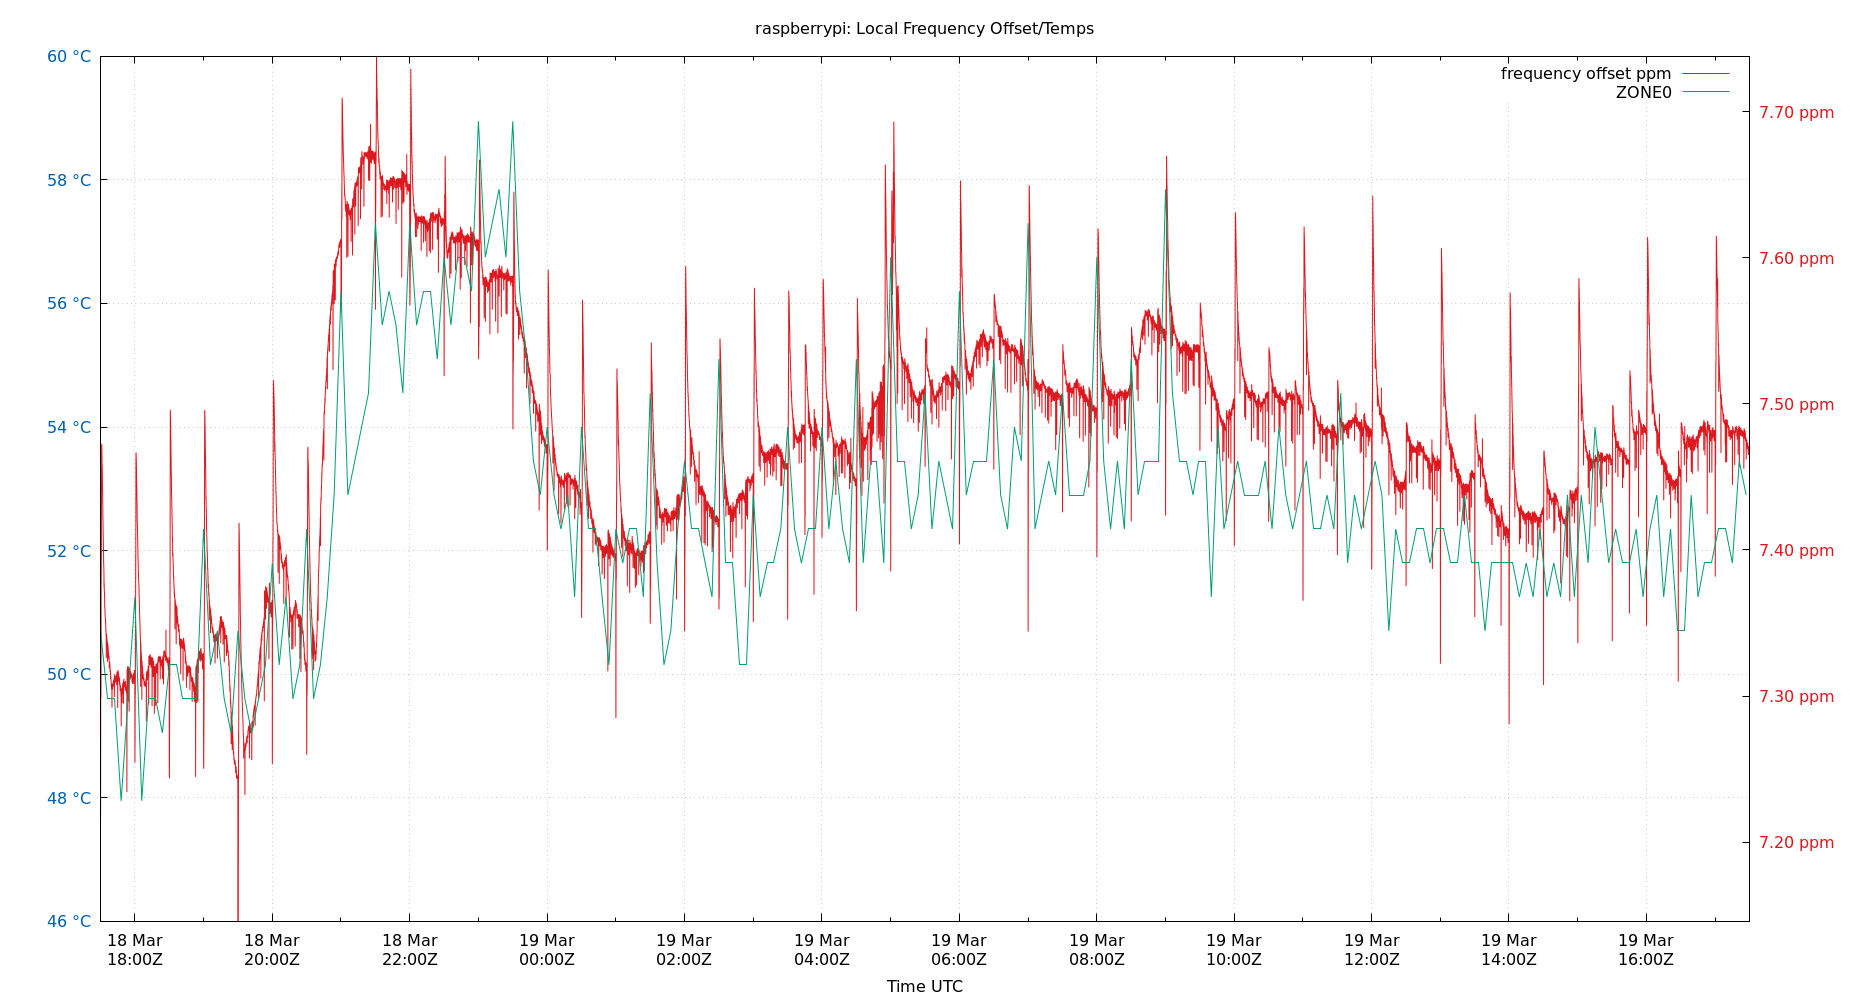 raspberrypi: Local Frequency Offset/Temps
60 °C
58 °C
56 °C
54 °C
52 °C
50 °C
48 °C
46 °C
frequency offset ppm
ZONE0
7.70 ppm
7.60 ppm
7.50 ppm
7.40 ppm
7.30 ppm
7.20 ppm
18 Mar
18:00Z
18 Mar
20:00Z
18 Mar
22:00Z
19 Mar
00:00Z
19 Mar
02:00Z
19 Mar
04:00Z
19 Mar
06:00Z
19 Mar
08:00Z
19 Mar
10:00Z
19 Mar
12:00Z
19 Mar
14:00Z
19 Mar
16:00Z
Time UTC